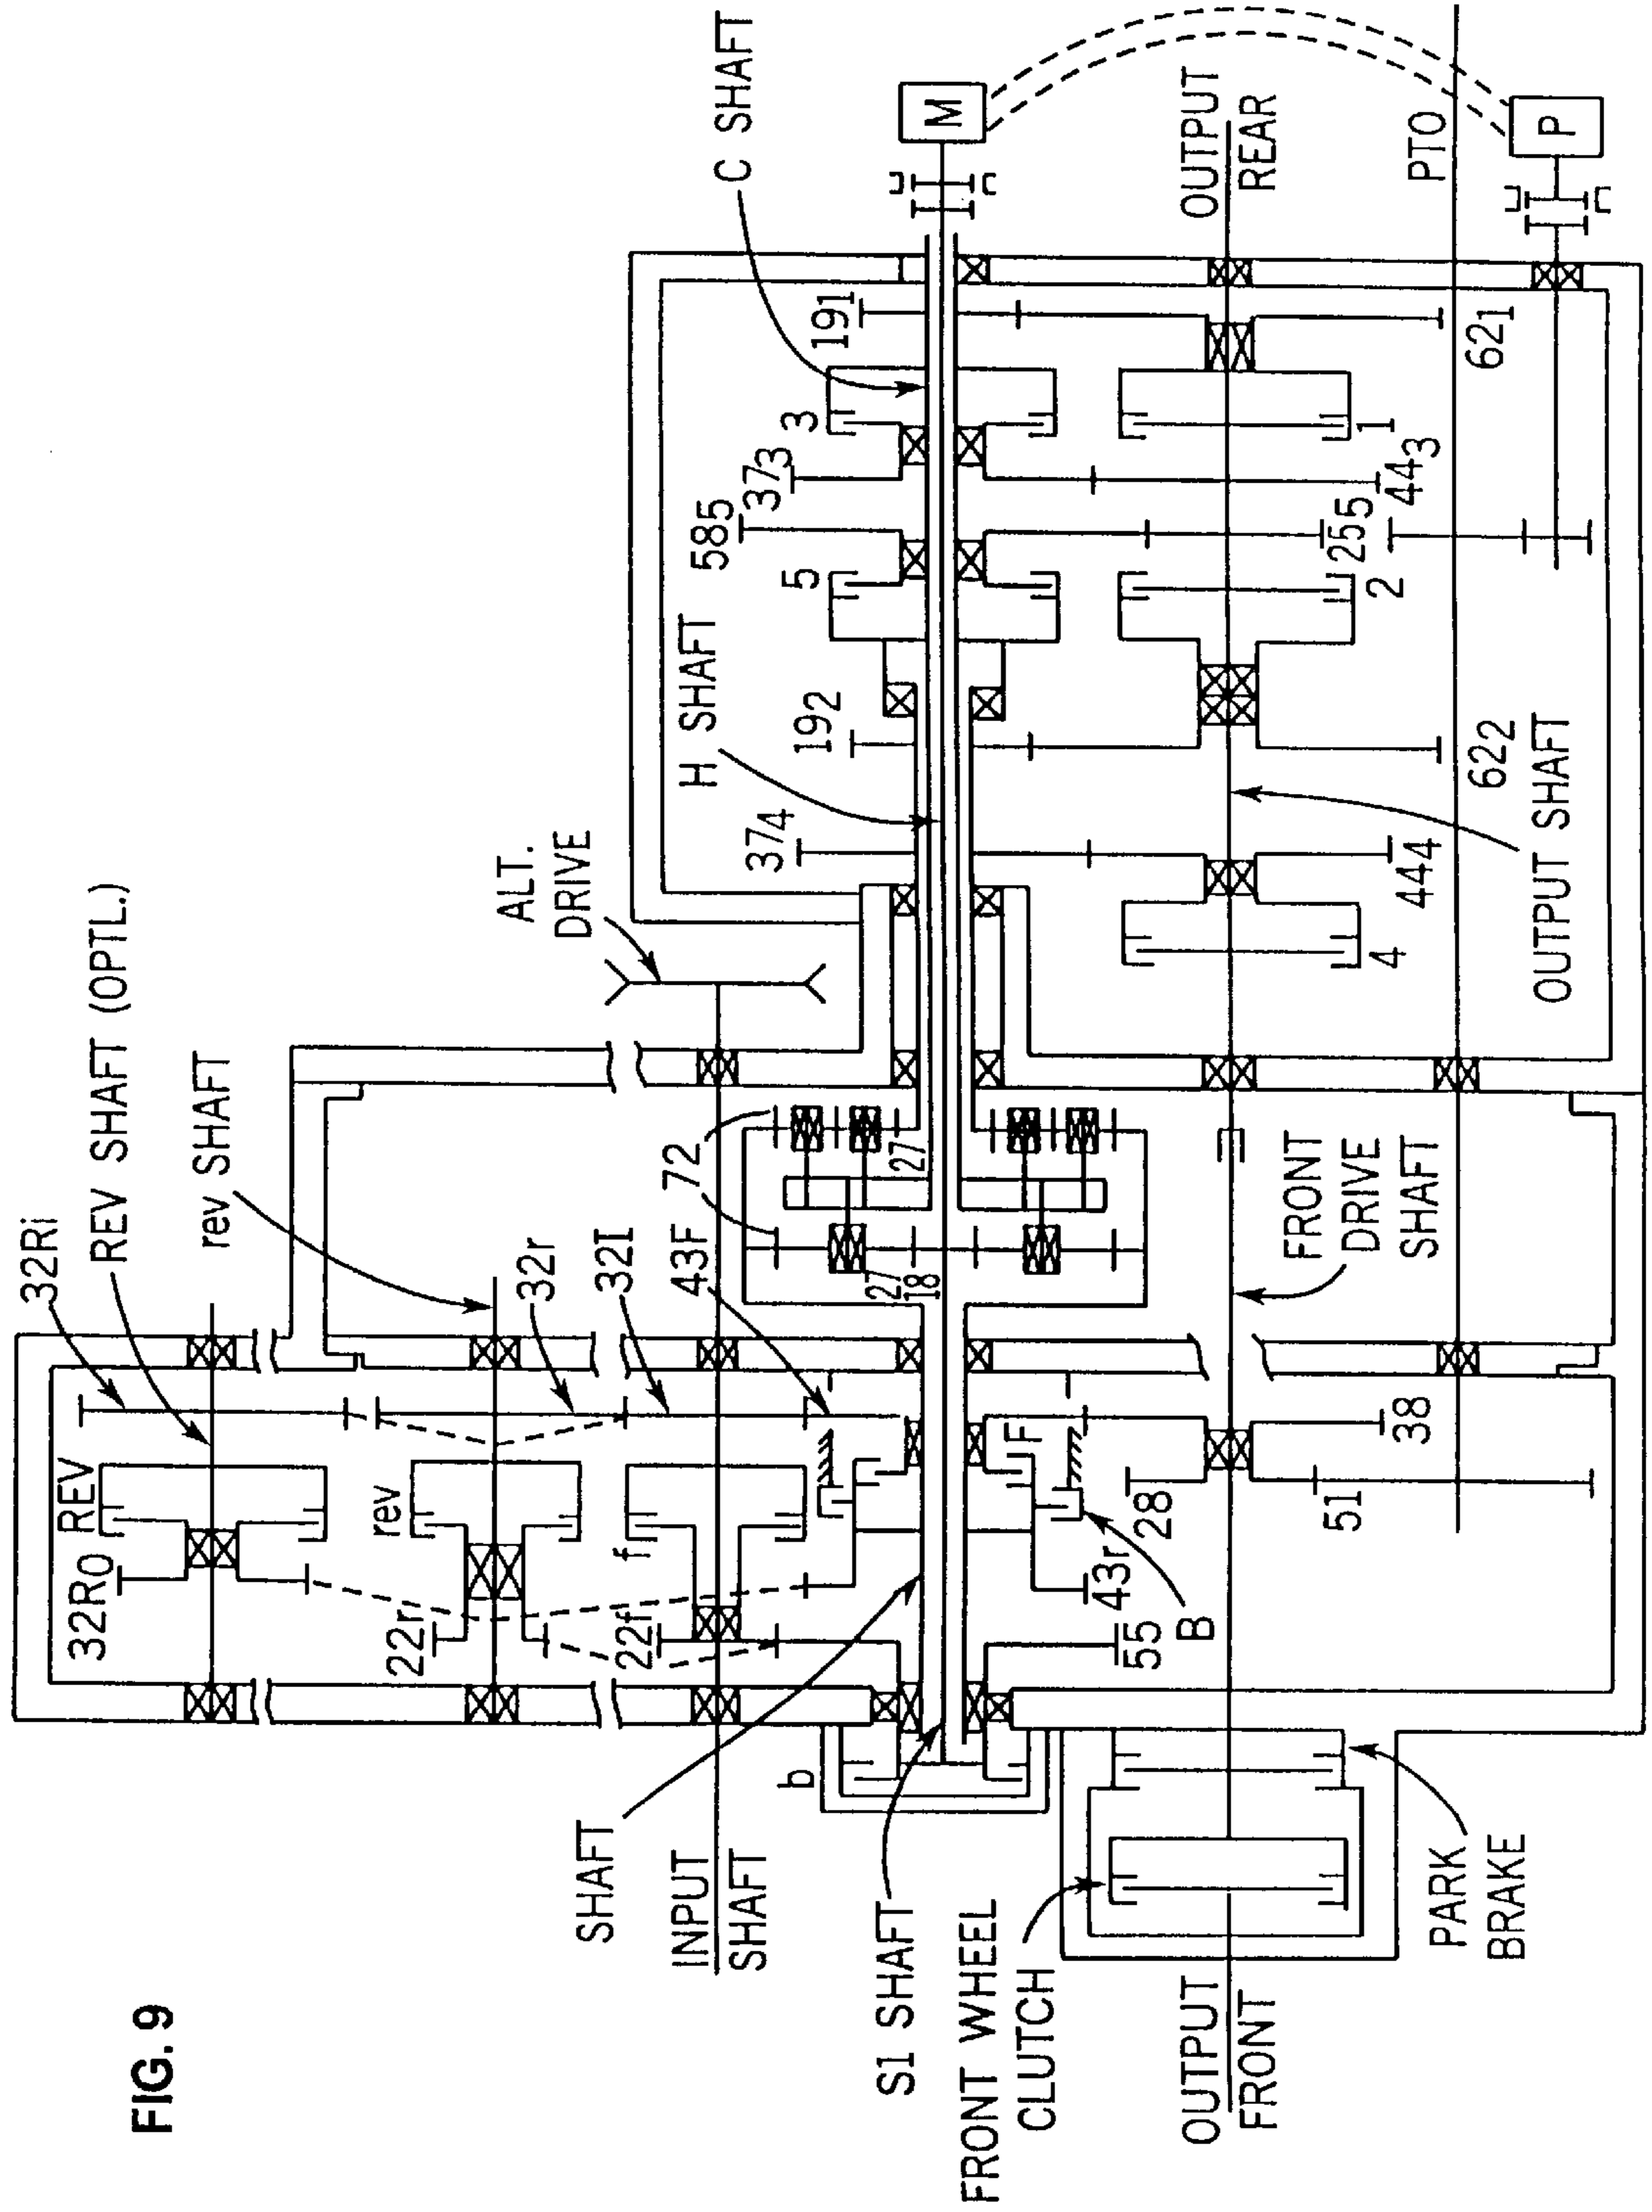 FIG. 9
32Ri
REV SHAFT (OPTL.)
rev SHAFT
32r
32I
43F
72
ALT.
DRIVE
H SHAFT
C SHAFT
32R0
REV
22r
rev
22f
f
27
18
27
374
192
5
585
373
3
191
M
SHAFT
INPUT
SHAFT
S1 SHAFT
b
55
B
43r
F
28
51
38
FRONT WHEEL
CLUTCH
OUTPUT
FRONT
PARK
BRAKE
FRONT
DRIVE
SHAFT
4
444
OUTPUT SHAFT
622
2
255
443
1
621
OUTPUT
REAR
PTO
P